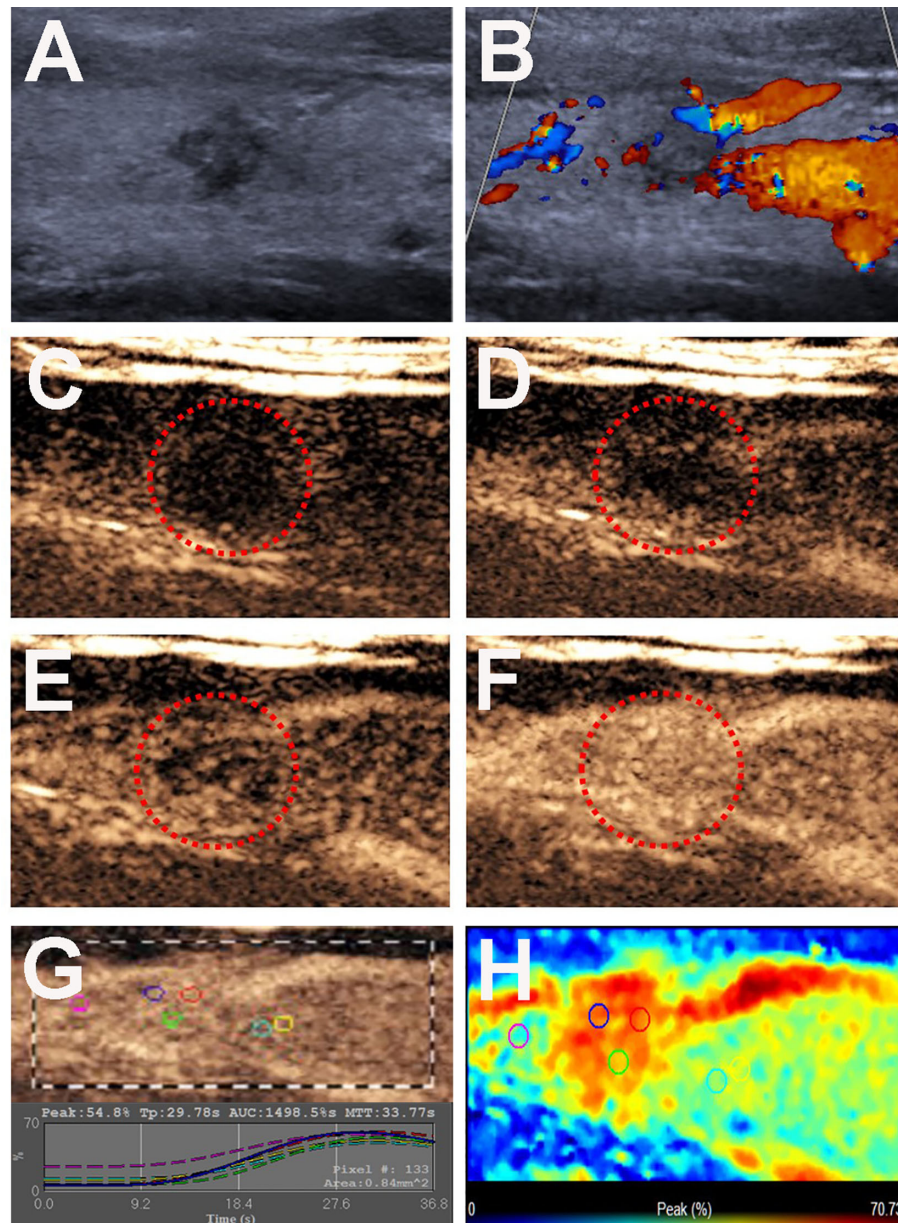 A
B
C
D
E
F
G
Peak:54.8% Tp:29.78s AUC:1498.5%s MTT:33.77s
70
%
0
Pixel #: 133
Area:0.84mm^2
0.0 9.2 18.4 27.6 36.8
Time (s)
H
0 Peak (%) 70.73